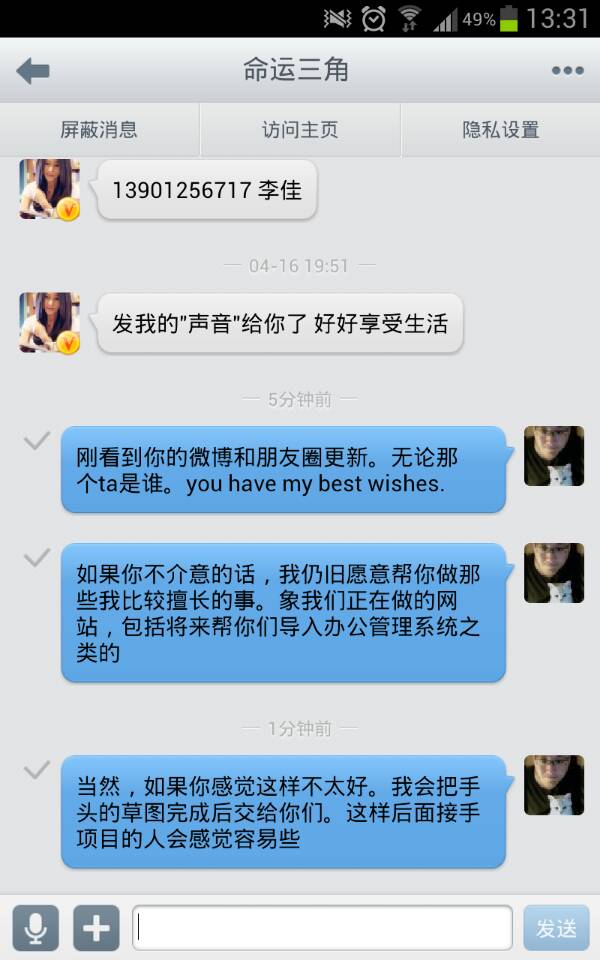 49% 13:31
命运三角
屏蔽消息 访问主页 隐私设置
13901256717 李佳
04-16 19:51
发我的"声音"给你了 好好享受生活
5分钟前
刚看到你的微博和朋友圈更新。无论那
个ta是谁。you have my best wishes.
如果你不介意的话，我仍旧愿意帮你做那
些我比较擅长的事。象我们正在做的网
站，包括将来帮你们导入办公管理系统之
类的
1分钟前
当然，如果你感觉这样不太好。我会把手
头的草图完成后交给你们。这样后面接手
项目的人会感觉容易些
发送